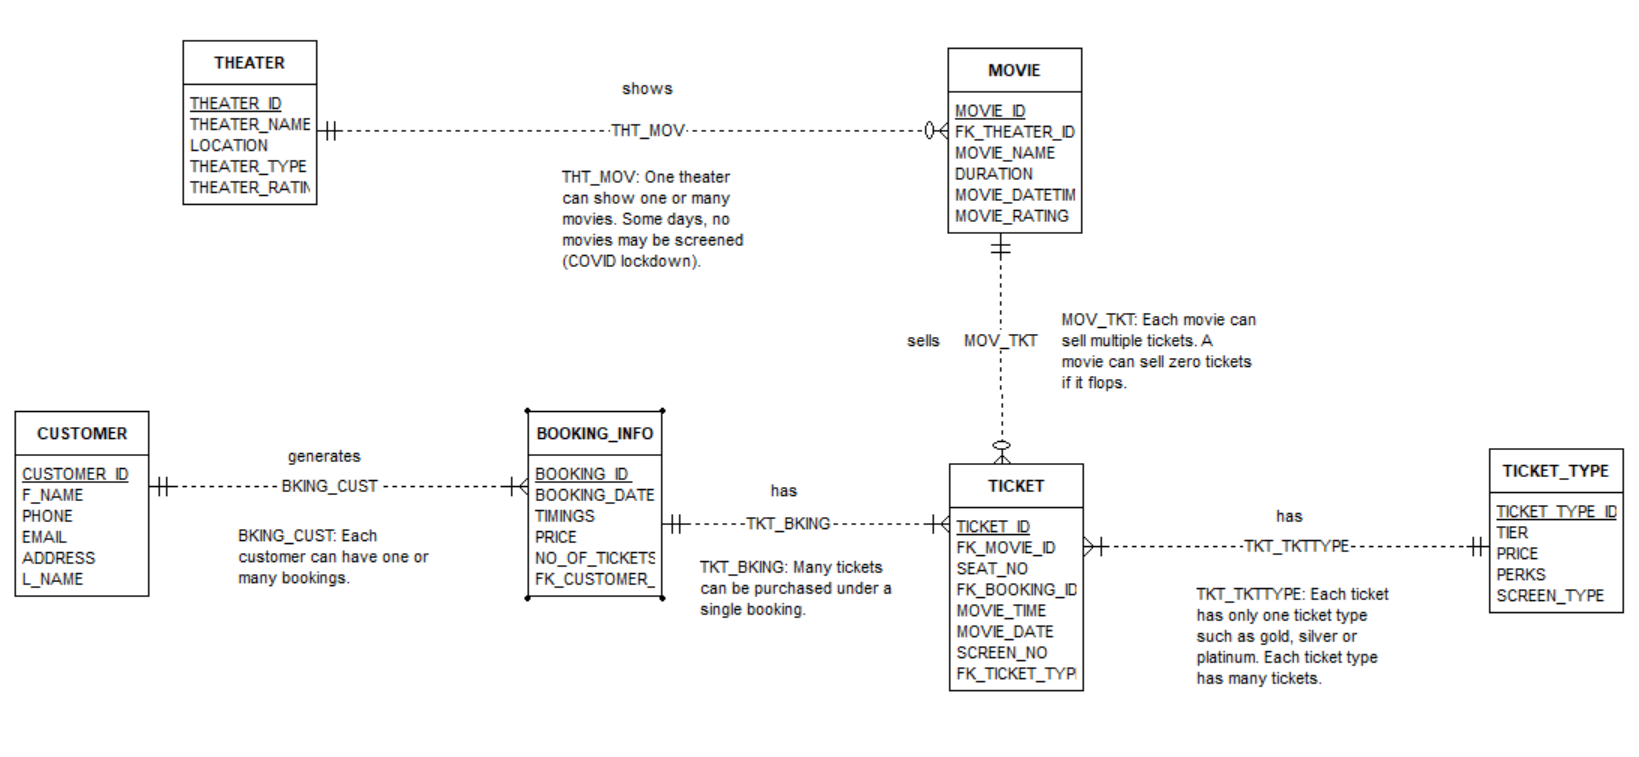 THEATER
THEATER_ID
THEATER_NAME
LOCATION
THEATER_TYPE
THEATER_RATIN
shows
THT_MOV
THT_MOV: One theater
can show one or many
movies. Some days, no
movies may be screened
(COVID lockdown).
MOVIE
MOVIE_ID
FK_THEATER_ID
MOVIE_NAME
DURATION
MOVIE_DATETIM
MOVIE_RATING
sells
MOV_TKT
MOV_TKT: Each movie can
sell multiple tickets. A
movie can sell zero tickets
if it flops.
CUSTOMER
CUSTOMER_ID
F_NAME
PHONE
EMAIL
ADDRESS
L_NAME
generates
BKING_CUST
BKING_CUST: Each
customer can have one or
many bookings.
BOOKING_INFO
BOOKING_ID
BOOKING_DATE
TIMINGS
PRICE
NO_OF_TICKETS
FK_CUSTOMER_
has
TKT_BKING
TKT_BKING: Many tickets
can be purchased under a
single booking.
TICKET
TICKET_ID
FK_MOVIE_ID
SEAT_NO
FK_BOOKING_ID
MOVIE_TIME
MOVIE_DATE
SCREEN_NO
FK_TICKET_TYP
has
TKT_TKTTYPE
TKT_TKTTYPE: Each ticket
has only one ticket type
such as gold, silver or
platinum. Each ticket type
has many tickets.
TICKET_TYPE
TICKET_TYPE_ID
TIER
PRICE
PERKS
SCREEN_TYPE